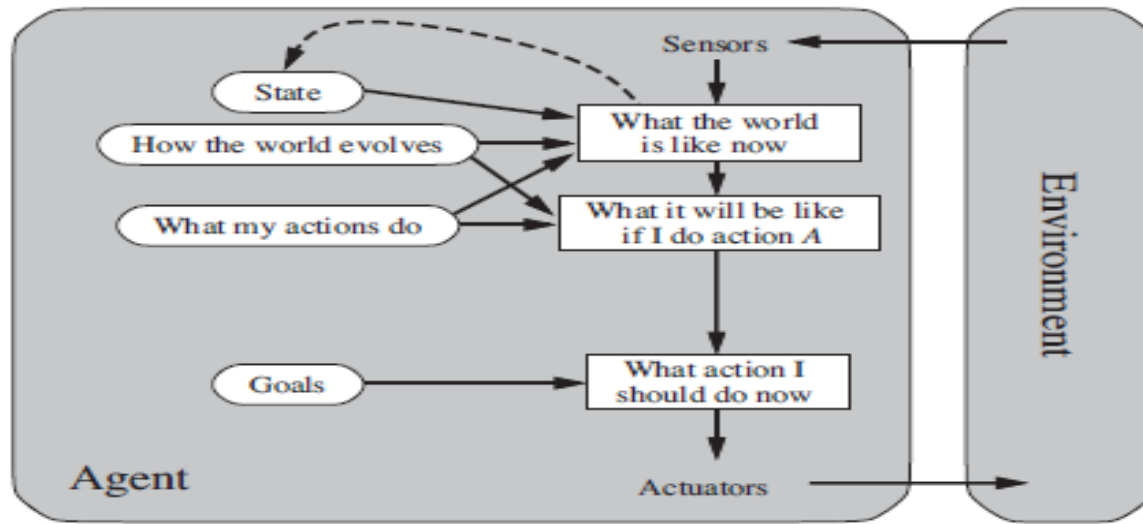 Sensors
State
What the world
is like now
How the world evolves
What it will be like
if I do action A
What my actions do
Environment
What action I
should do now
Goals
Agent
Actuators